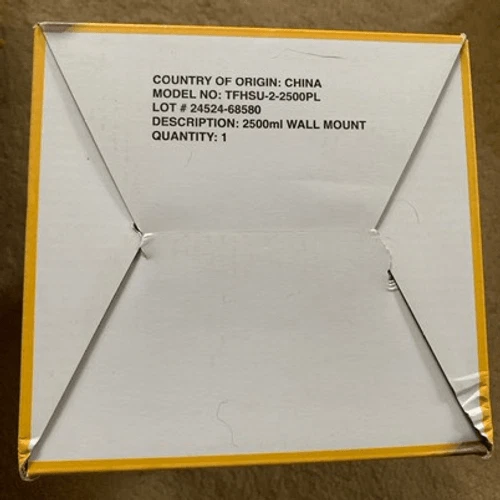 COUNTRY OF ORIGIN: CHINA
MODEL NO: TFHSU-2-2500PL
LOT # 24524-68580
DESCRIPTION: 2500ml WALL MOUNT
QUANTITY: 1